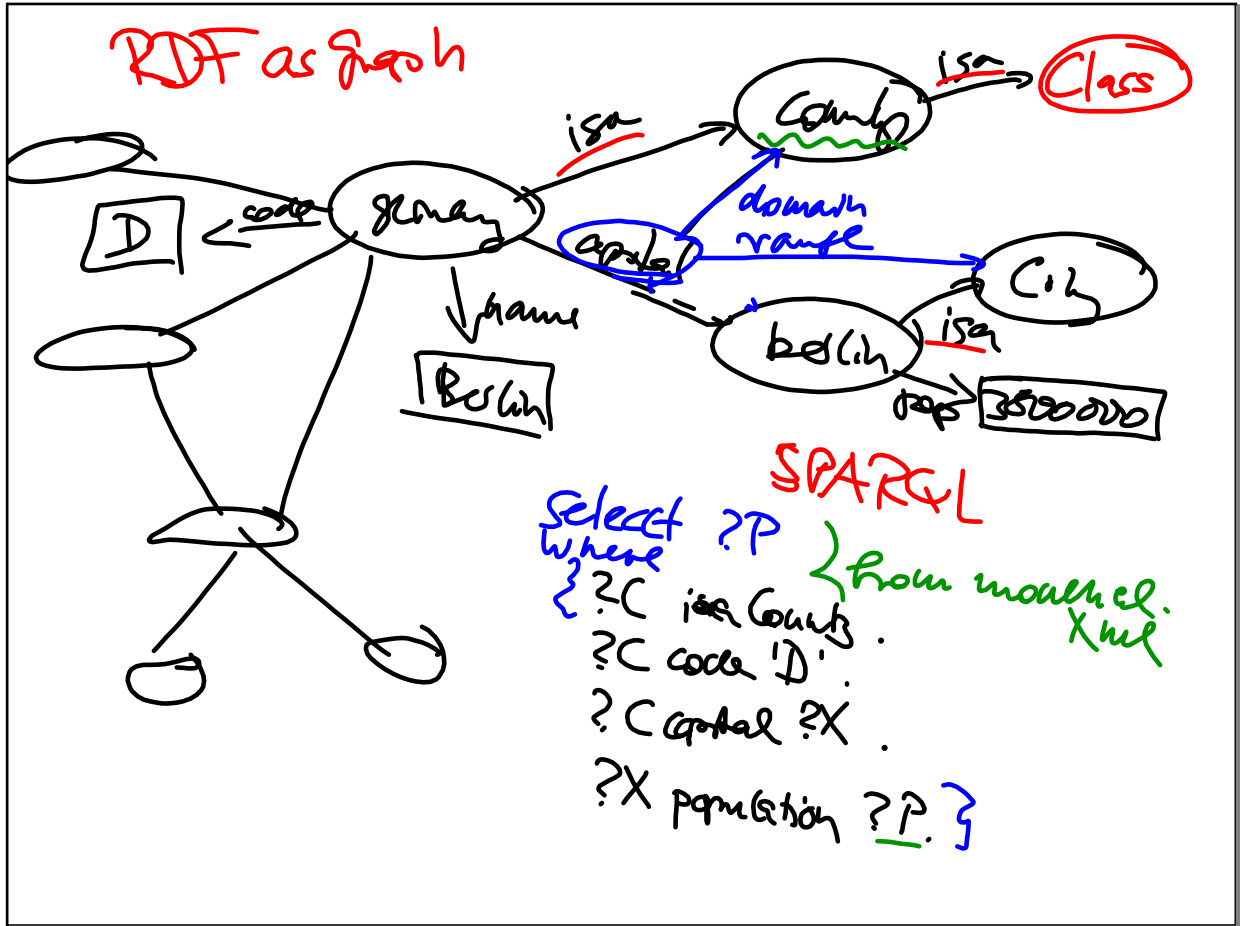 RDF as graph
isa
Class
isa
Country
code
germany
D
domain
range
capital
City
name
berlin
isa
Berlin
pop
3500000
SPARQL
Selecct ?P
where
{ ?C isa Country .
} from mondial.
Xml
?C code 'D' .
?C capital ?X .
?X population ?P. }